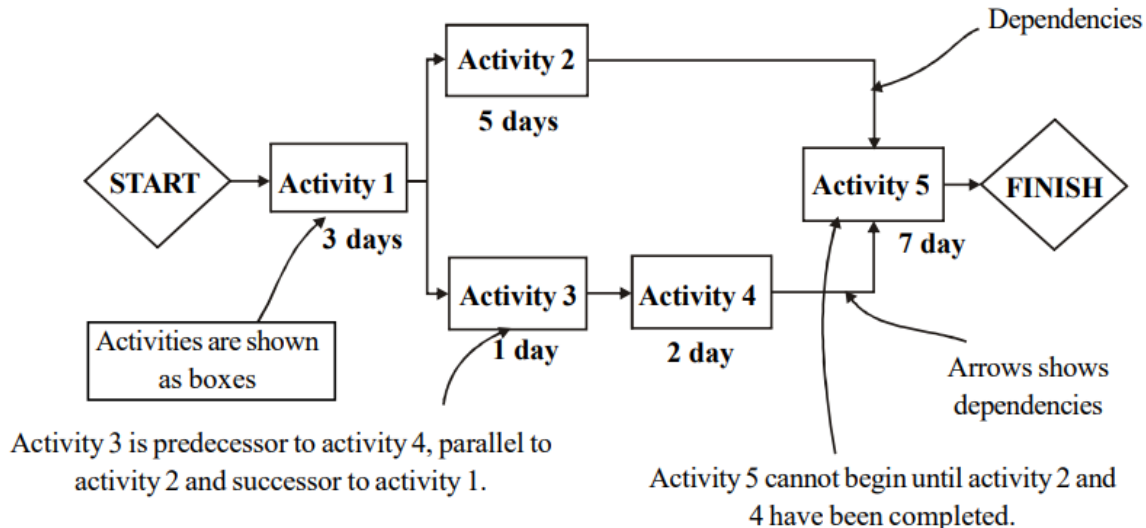 Dependencies
Activity 2
5 days
START
Activity 1
3 days
Activity 5
7 day
FINISH
Activity 3
1 day
Activity 4
2 day
Activities are shown
as boxes
Arrows shows
dependencies
Activity 3 is predecessor to activity 4, parallel to
activity 2 and successor to activity 1.
Activity 5 cannot begin until activity 2 and
4 have been completed.